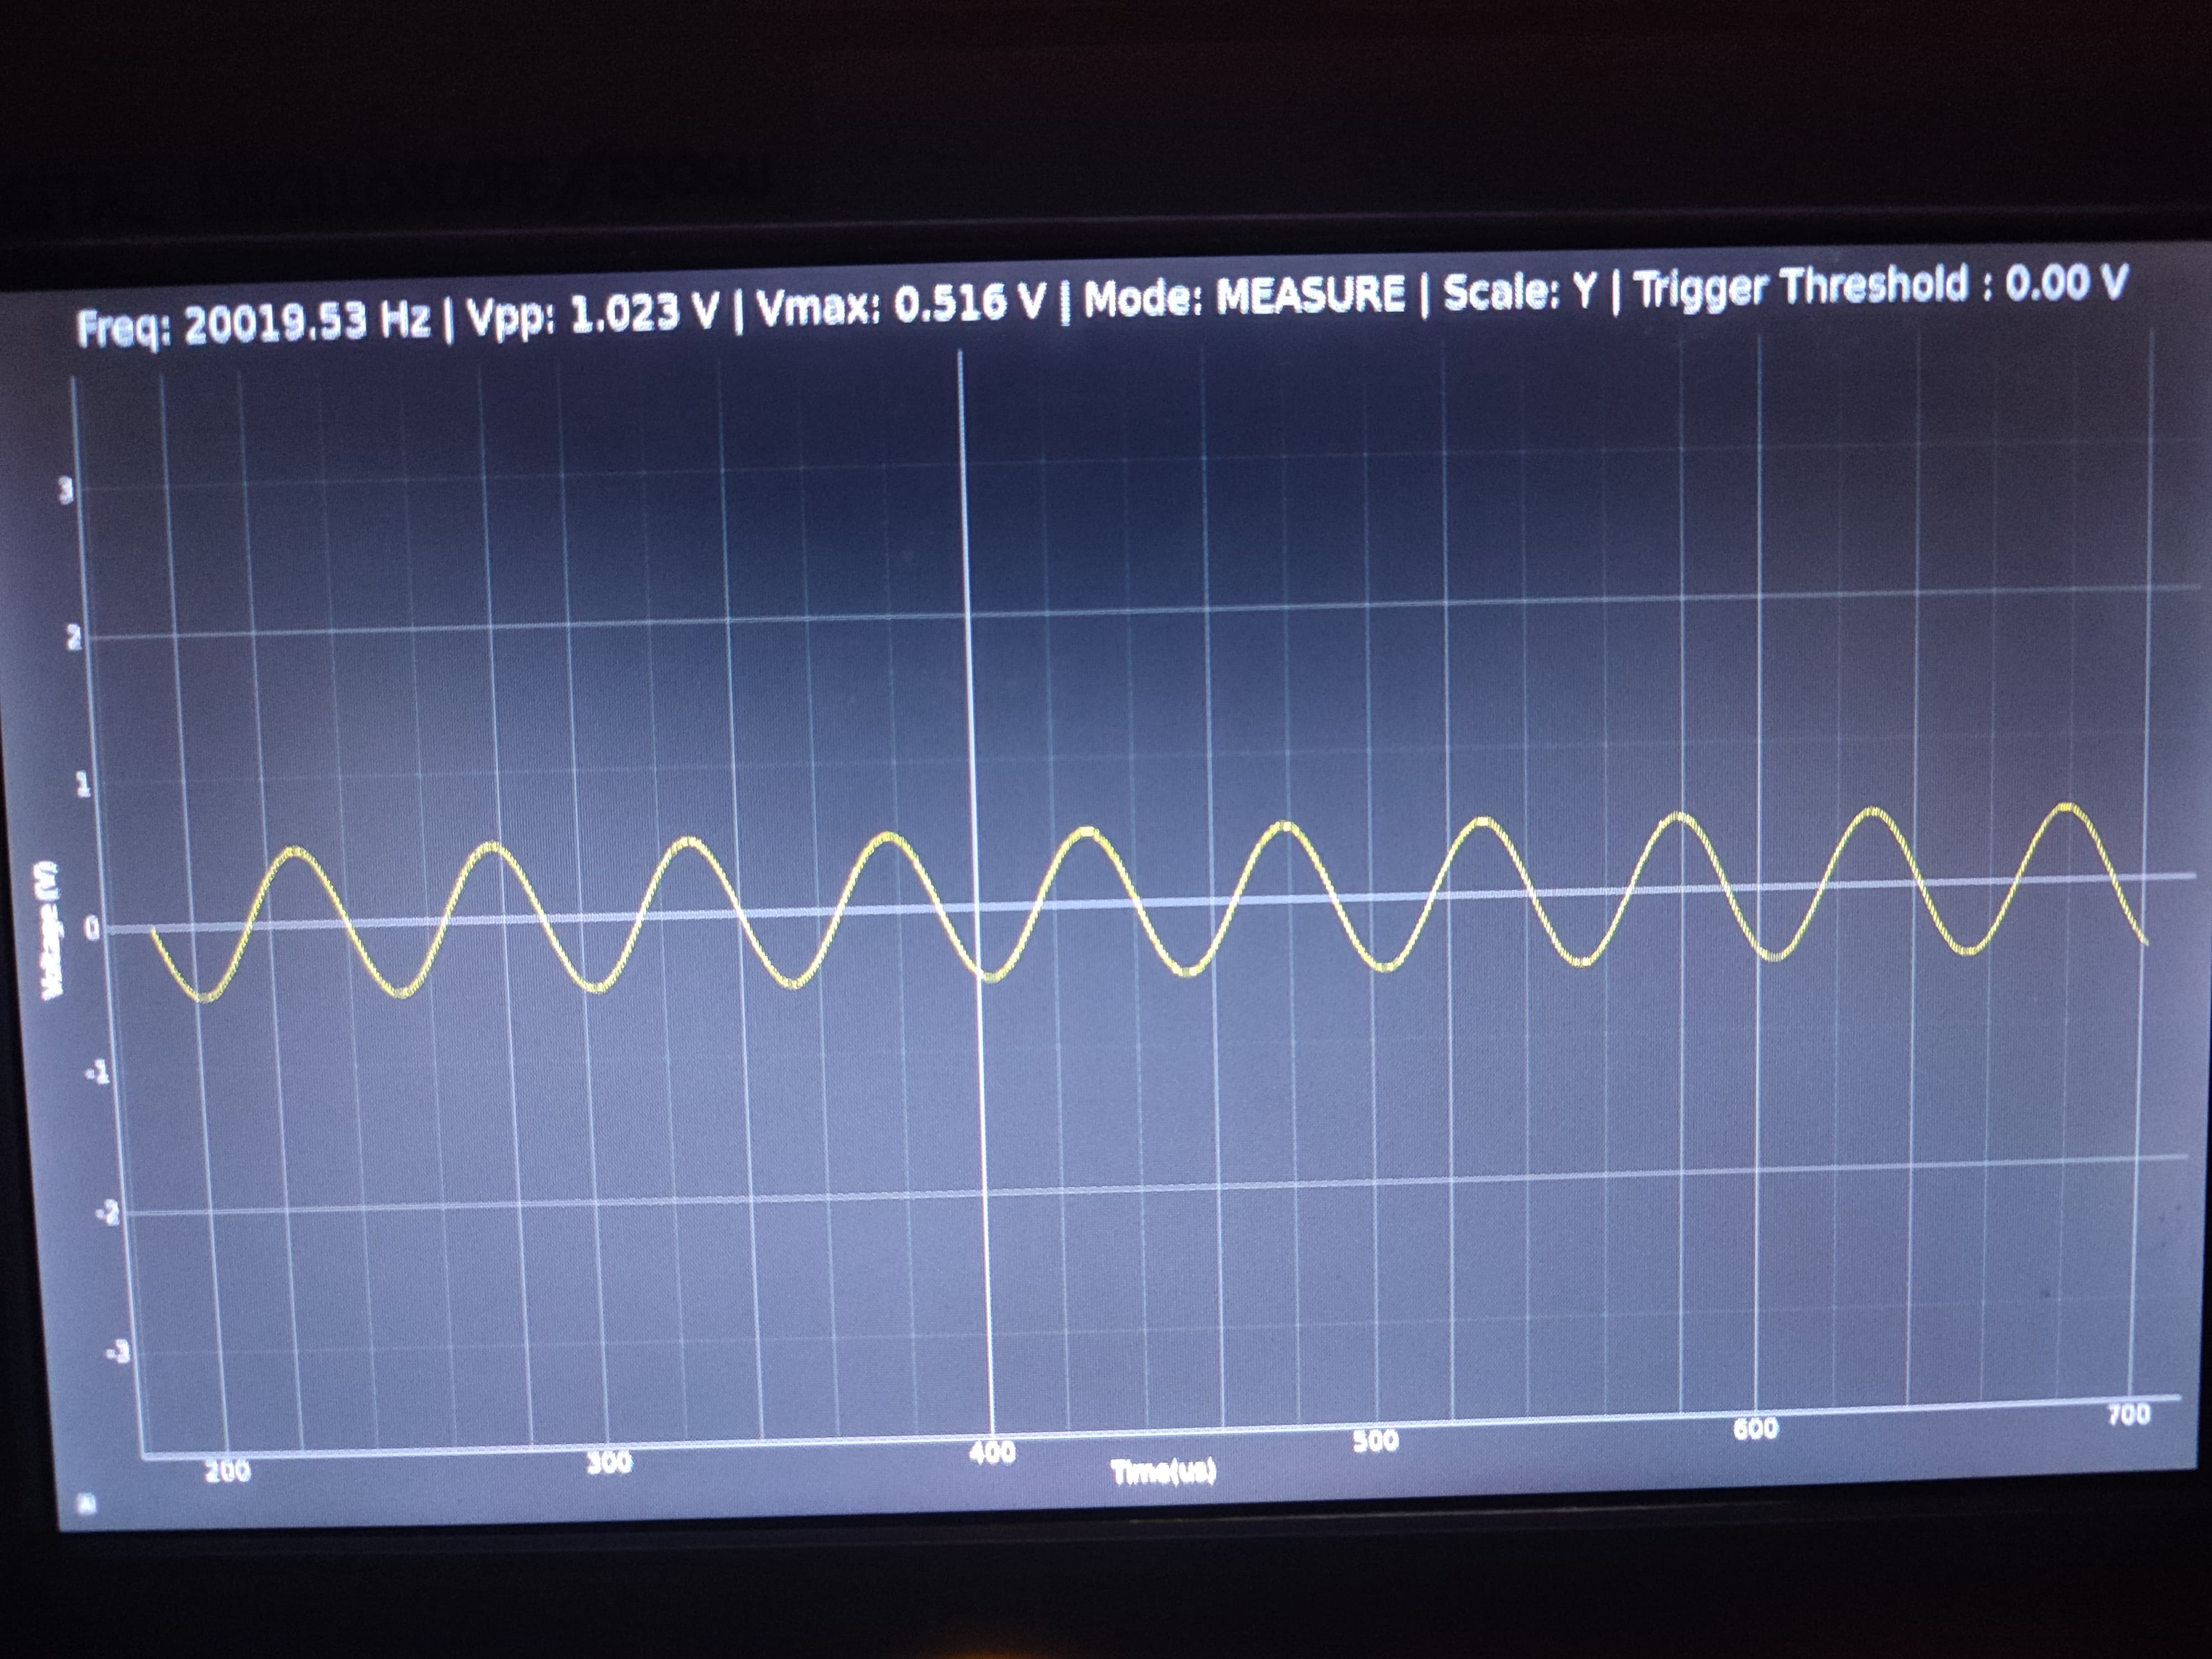 OSCILLOSCOPE
Freq: 20019.53 Hz | Vpp: 1.023 V | Vmax: 0.516 V | Mode: MEASURE | Scale: Y | Trigger Threshold : 0.00 V
3
2
1
0
-1
-2
-3
Voltage (V)
200 300 400 500 600 700
Time(us)
A